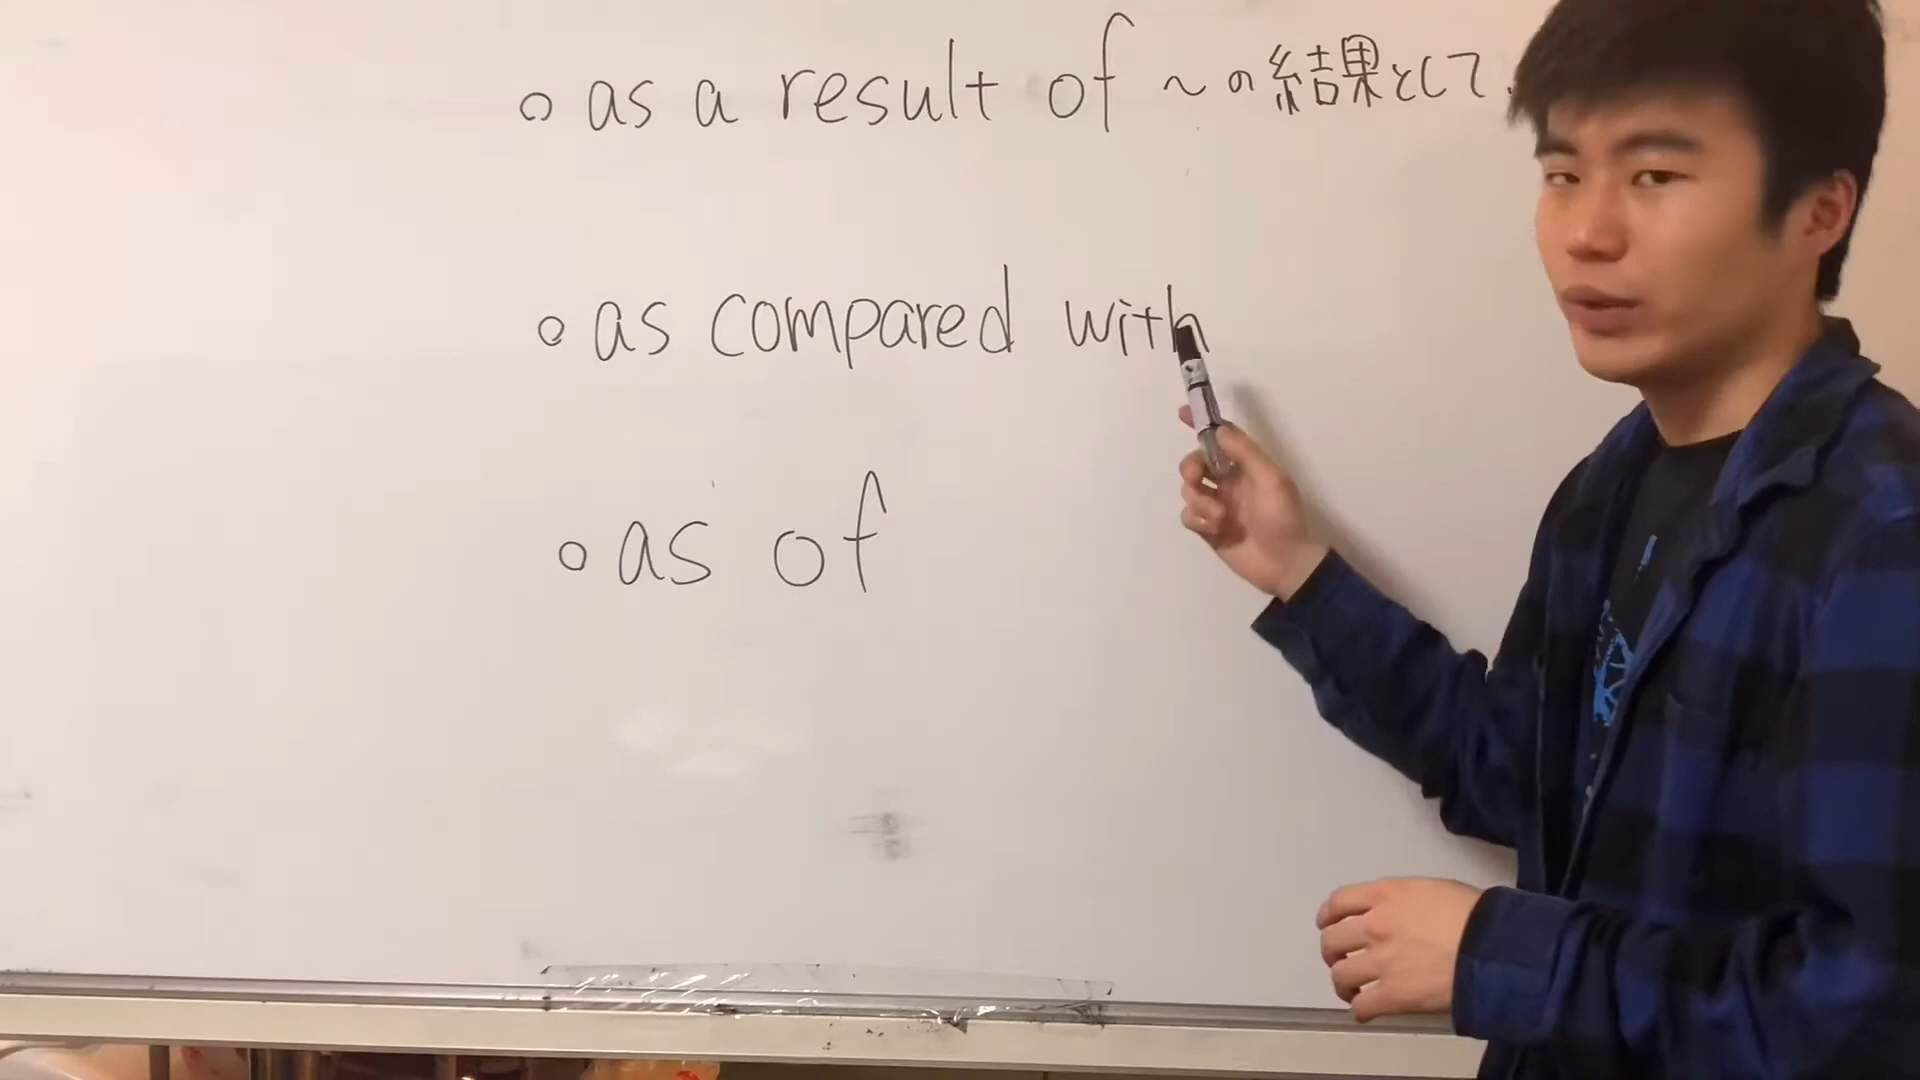 ○ as a result of ～の結果として
○ as compared with
○ as of